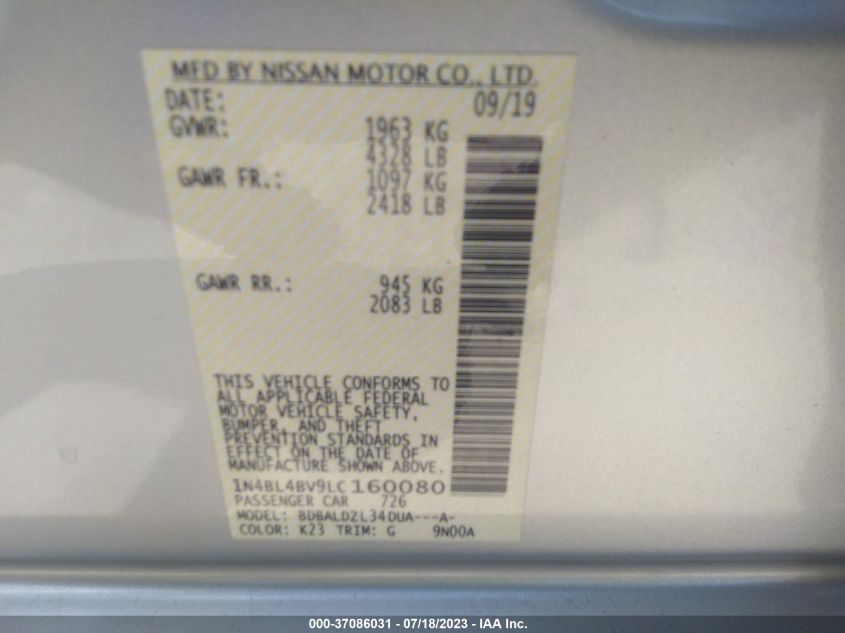 MFD BY NISSAN MOTOR CO., LTD.
DATE: 09/19
GVWR: 1963 KG
4328 LB
GAWR FR.: 1097 KG
2418 LB
GAWR RR.: 945 KG
2083 LB
THIS VEHICLE CONFORMS TO
ALL APPLICABLE FEDERAL
MOTOR VEHICLE SAFETY,
BUMPER, AND THEFT
PREVENTION STANDARDS IN
EFFECT ON THE DATE OF
MANUFACTURE SHOWN ABOVE.
1N4BL4BV9LC160080
PASSENGER CAR 726
MODEL: BDBALDZL34DUA---A-
COLOR: K23 TRIM: G 9N00A
000-37086031 - 07/18/2023 - IAA Inc.